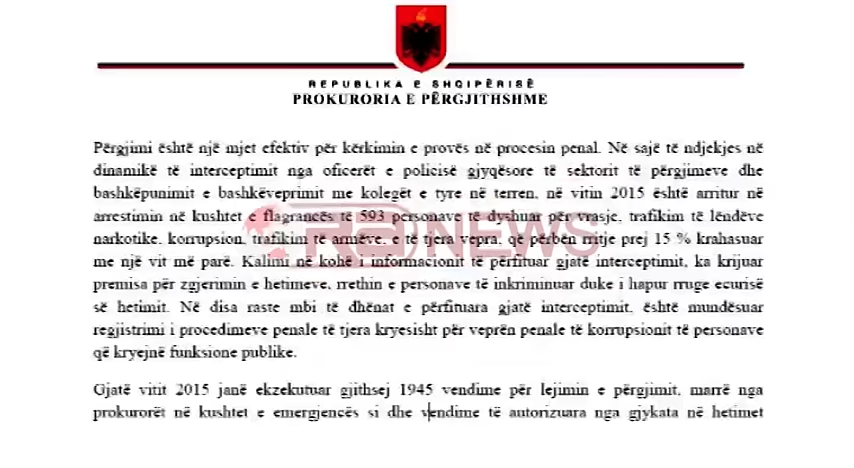 REPUBLIKA E SHQIPËRISË
PROKURORIA E PËRGJITHSHME
Përgjimi është një mjet efektiv për kërkimin e provës në procesin penal. Në sajë të ndjekjes në
dinamikë të interceptimit nga oficerët e policisë gjyqësore të sektorit të përgjimeve dhe
bashkëpunimit e bashkëveprimit me kolegët e tyre në terren, në vitin 2015 është arritur në
arrestimin në kushtet e flagrancës të 593 personave të dyshuar për vrasje, trafikim të lëndëve
narkotike, korrupsion, trafikim të armëve, e të tjera vepra, që përbën rritje prej 15 % krahasuar
me një vit më parë. Kalimi në kohë i informacionit të përfituar gjatë interceptimit, ka krijuar
premisa për zgjerimin e hetimeve, rrethin e personave të inkriminuar duke i hapur rruge ecurisë
së hetimit. Në disa raste mbi të dhënat e përfituara gjatë interceptimit, është mundësuar
regjistrimi i procedimeve penale të tjera kryesisht për veprën penale të korrupsionit të personave
që kryejnë funksione publike.
Gjatë vitit 2015 janë ekzekutuar gjithsej 1945 vendime për lejimin e përgjimit, marrë nga
prokurorët në kushtet e emergjencës si dhe vendime të autorizuara nga gjykata në hetimet
NEWS